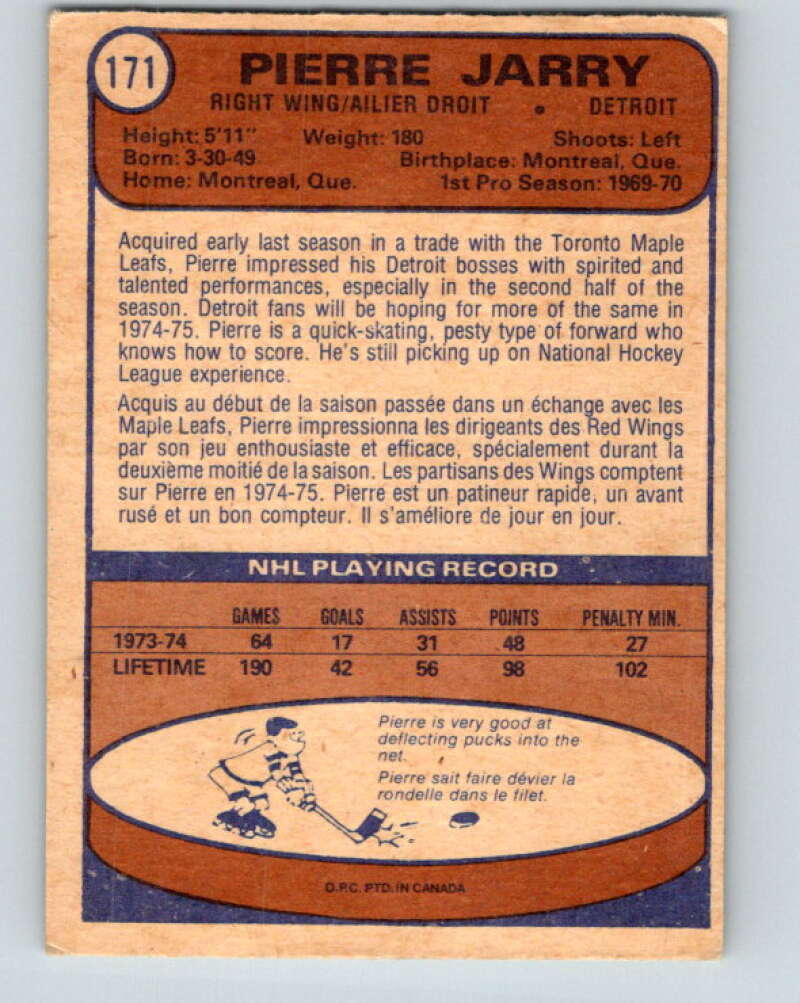 171
PIERRE JARRY
RIGHT WING/AILIER DROIT • DETROIT
Height: 5'11" Weight: 180 Shoots: Left
Born: 3-30-49 Birthplace: Montreal, Que.
Home: Montreal, Que. 1st Pro Season: 1969-70
Acquired early last season in a trade with the Toronto Maple
Leafs, Pierre impressed his Detroit bosses with spirited and
talented performances, especially in the second half of the
season. Detroit fans will be hoping for more of the same in
1974-75. Pierre is a quick-skating, pesty type of forward who
knows how to score. He's still picking up on National Hockey
League experience.
Acquis au début de la saison passée dans un échange avec les
Maple Leafs, Pierre impressionna les dirigeants des Red Wings
par son jeu enthousiaste et efficace, spécialement durant la
deuxième moitié de la saison. Les partisans des Wings comptent
sur Pierre en 1974-75. Pierre est un patineur rapide, un avant
rusé et un bon compteur. Il s'améliore de jour en jour.
NHL PLAYING RECORD
GAMES GOALS ASSISTS POINTS PENALTY MIN.
1973-74 64 17 31 48 27
LIFETIME 190 42 56 98 102
Pierre is very good at
deflecting pucks into the
net.
Pierre sait faire dévier la
rondelle dans le filet.
O.P.C. PTD. IN CANADA